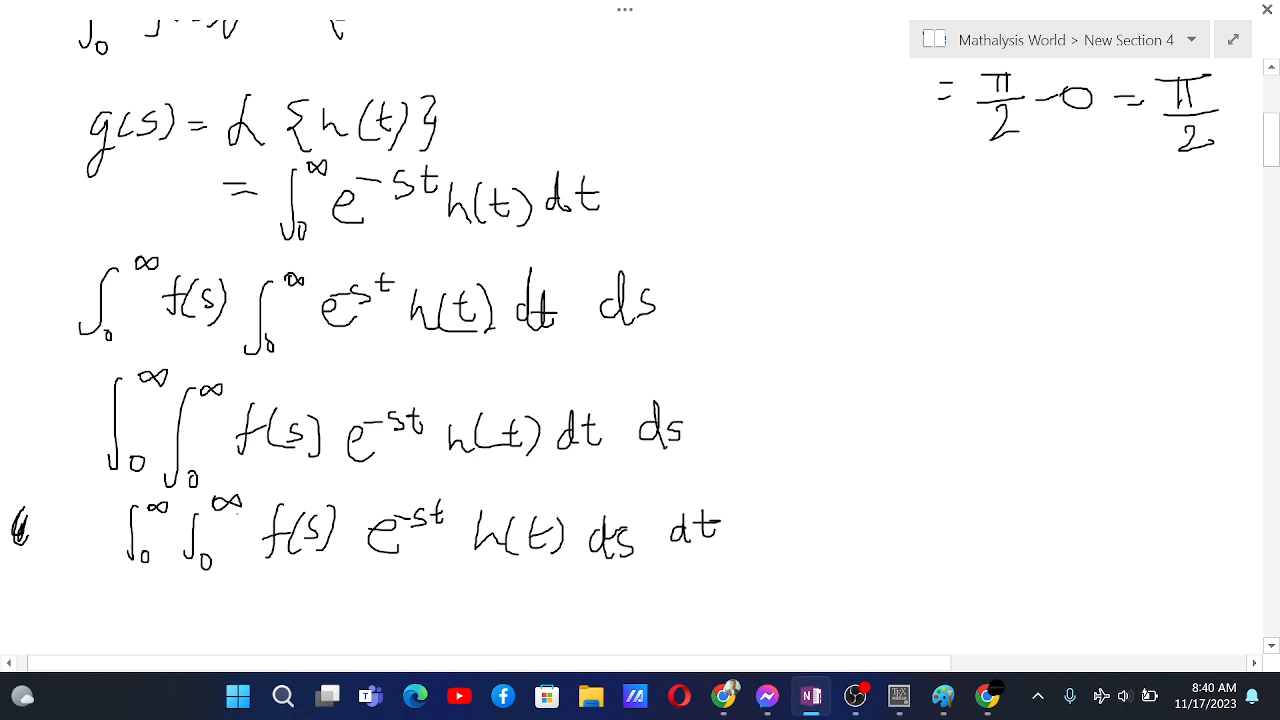 Mathalysis World > New Section 4
= π/2 - 0 = π/2
g(s) = ℒ {h(t)}
= ∫₀^∞ e^{-st} h(t) dt
∫₀^∞ f(s) ∫₀^∞ e^{-st} h(t) dt ds
∫₀^∞ ∫₀^∞ f(s) e^{-st} h(t) dt ds
∫₀^∞ ∫₀^∞ f(s) e^{-st} h(t) ds dt
8:40 AM
11/17/2023